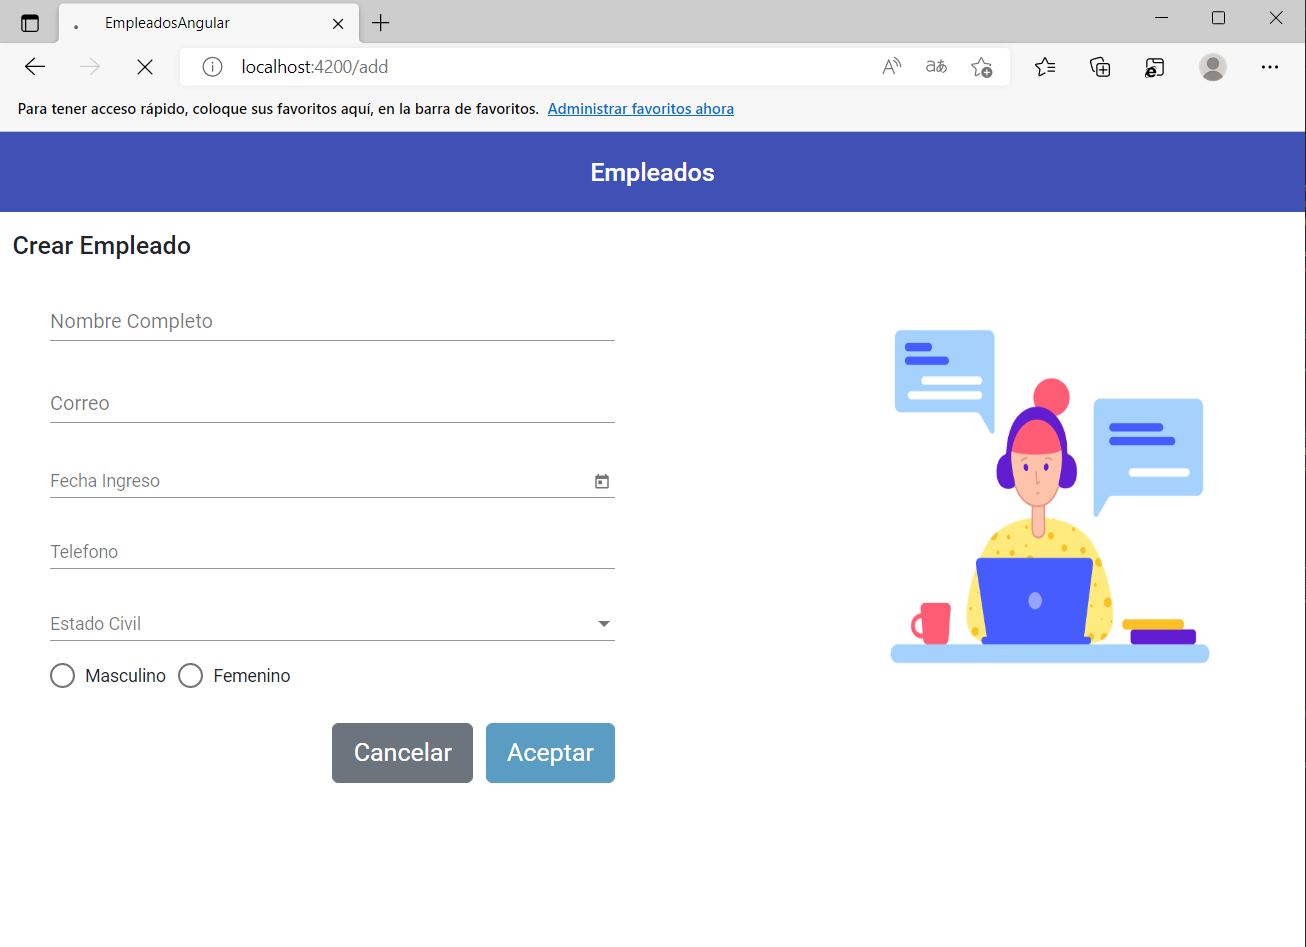 EmpleadosAngular
localhost:4200/add
Para tener acceso rápido, coloque sus favoritos aquí, en la barra de favoritos. Administrar favoritos ahora
Empleados
Crear Empleado
Nombre Completo
Correo
Fecha Ingreso
Telefono
Estado Civil
Masculino Femenino
Cancelar Aceptar